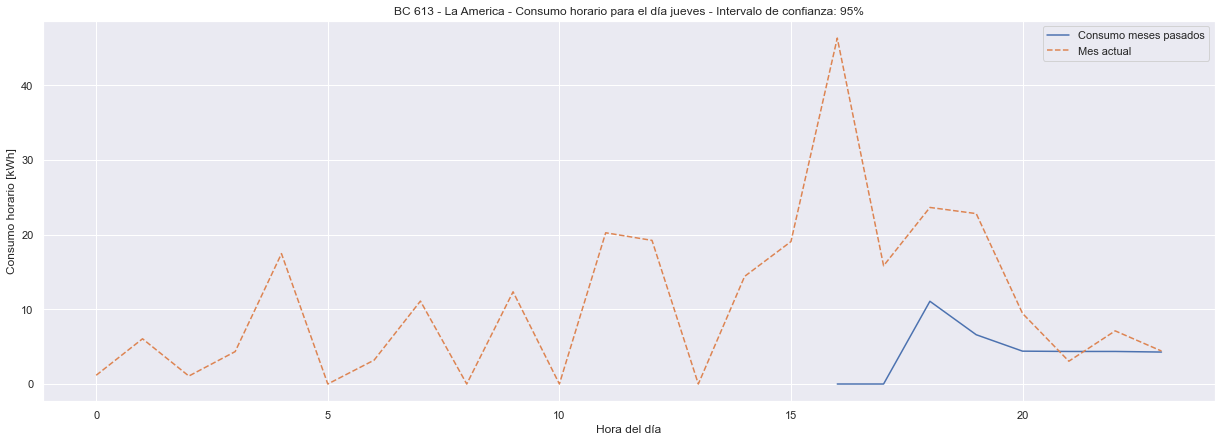 BC 613 - La America - Consumo horario para el día jueves - Intervalo de confianza: 95%
Consumo meses pasados
Mes actual
Consumo horario [kWh]
40
30
20
10
0
0 5 10 15 20
Hora del día